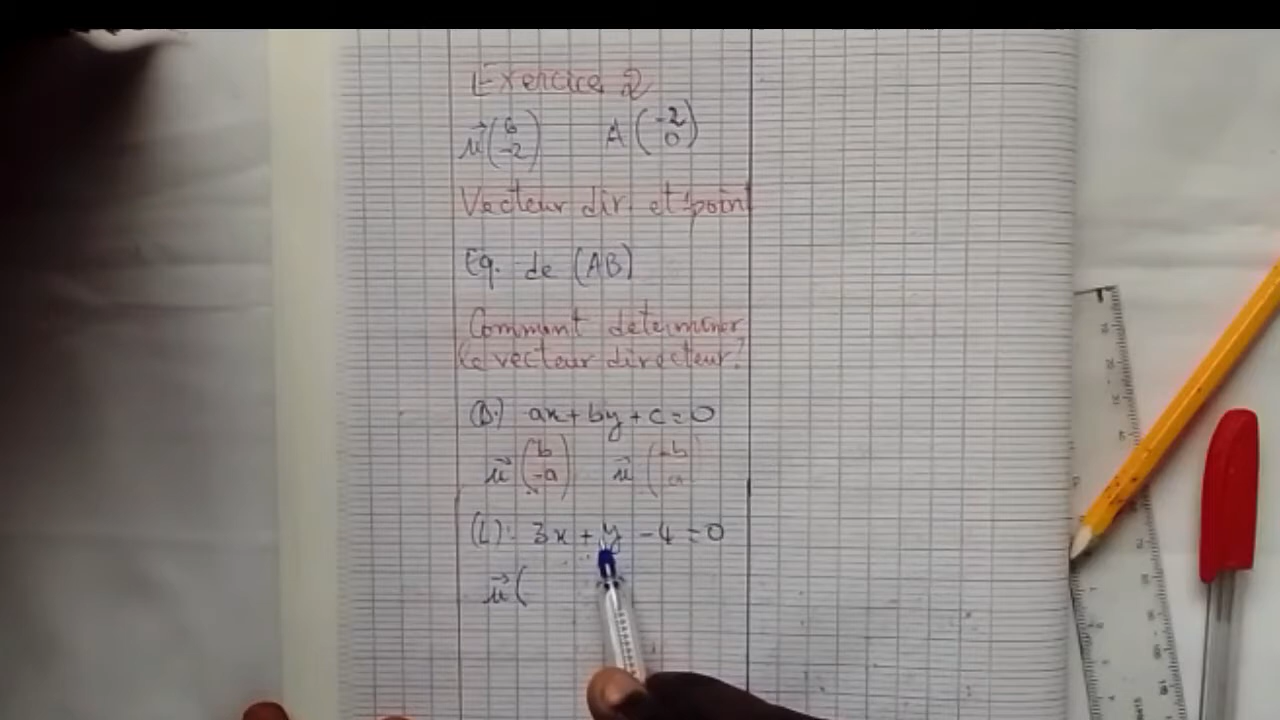 Exercice 2
u⃗(6 -2) A(-2 0)
Vecteur dir. et 1 point
Eq. de (AB)
Comment déterminer
le vecteur directeur?
(D): ax+by+c=0
u⃗(b -a) u⃗(-b a)
(L): 3x+y-4=0
u⃗(